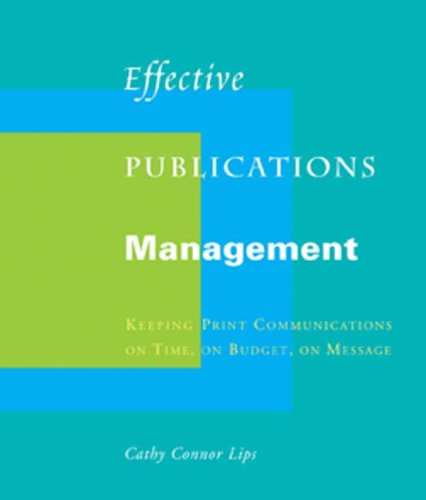 Effective
PUBLICATIONS
Management
KEEPING PRINT COMMUNICATIONS
ON TIME, ON BUDGET, ON MESSAGE
Cathy Connor Lips